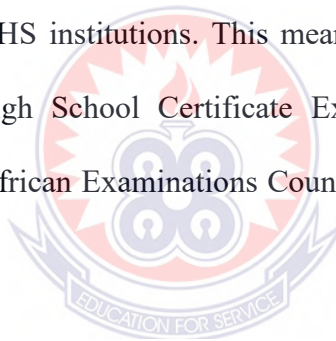 HS institutions. This mean
gh School Certificate Ex
frican Examinations Coun
EDUCATION FOR SERVICE